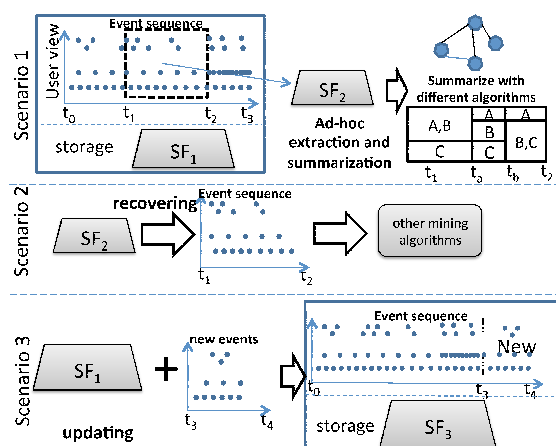 Scenario 1
User view
Event sequence
t0
t1
t2
t3
storage
SF1
SF2
Ad-hoc
extraction and
summarization
Summarize with
different algorithms
A,B
A
A
B
B,C
C
C
t1
ta
tb
t2
Scenario 2
SF2
recovering
Event sequence
t1
t2
other mining
algorithms
Scenario 3
SF1
+
updating
new events
t3
t4
Event sequence
New
t0
t3
t4
storage
SF3